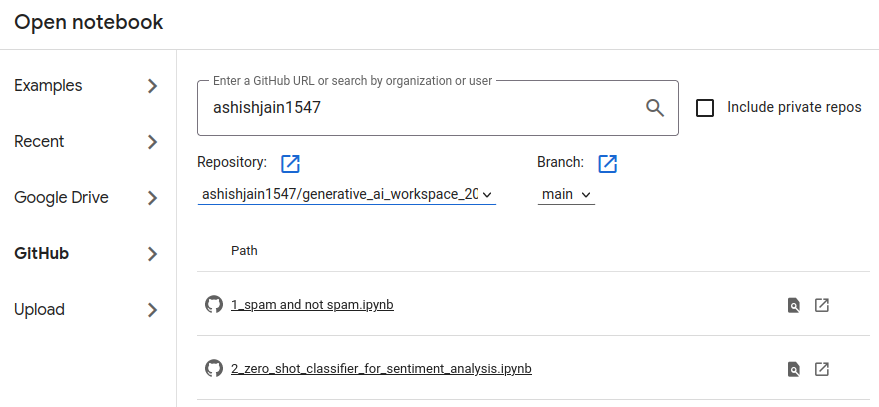 Open notebook
Examples
Recent
Google Drive
GitHub
Upload
Enter a GitHub URL or search by organization or user
ashishjain1547
Include private repos
Repository:
Branch:
ashishjain1547/generative_ai_workspace_20
main
Path
1_spam and not spam.ipynb
2_zero_shot_classifier_for_sentiment_analysis.ipynb